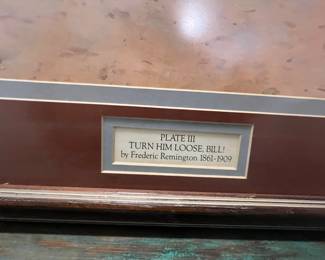 PLATE III
TURN HIM LOOSE, BILL!
by Frederic Remington 1861-1909